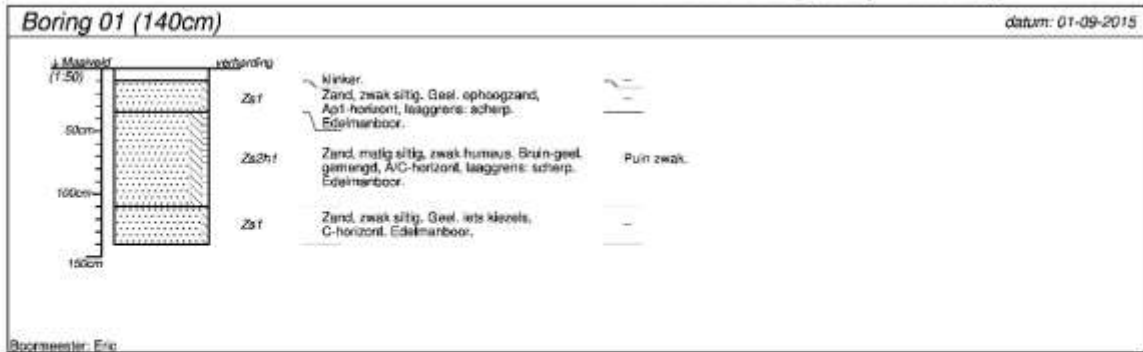 Boring 01 (140cm)
datum: 01-09-2015
± Maaiveld
verharding
(1:50)
klinker.
Zs1
Zand, zwak siltig. Geel. ophoogzand,
Ap1-horizont, laaggrens: scherp.
Edelmanboor.
50cm
Zs2h1
Zand, matig siltig, zwak humeus. Bruin-geel.
gemengd, A/C-horizont, laaggrens: scherp.
Edelmanboor.
Puin zwak.
100cm
Zs1
Zand, zwak siltig. Geel. iets kiezels,
C-horizont. Edelmanboor.
150cm
Boormeester: Eric